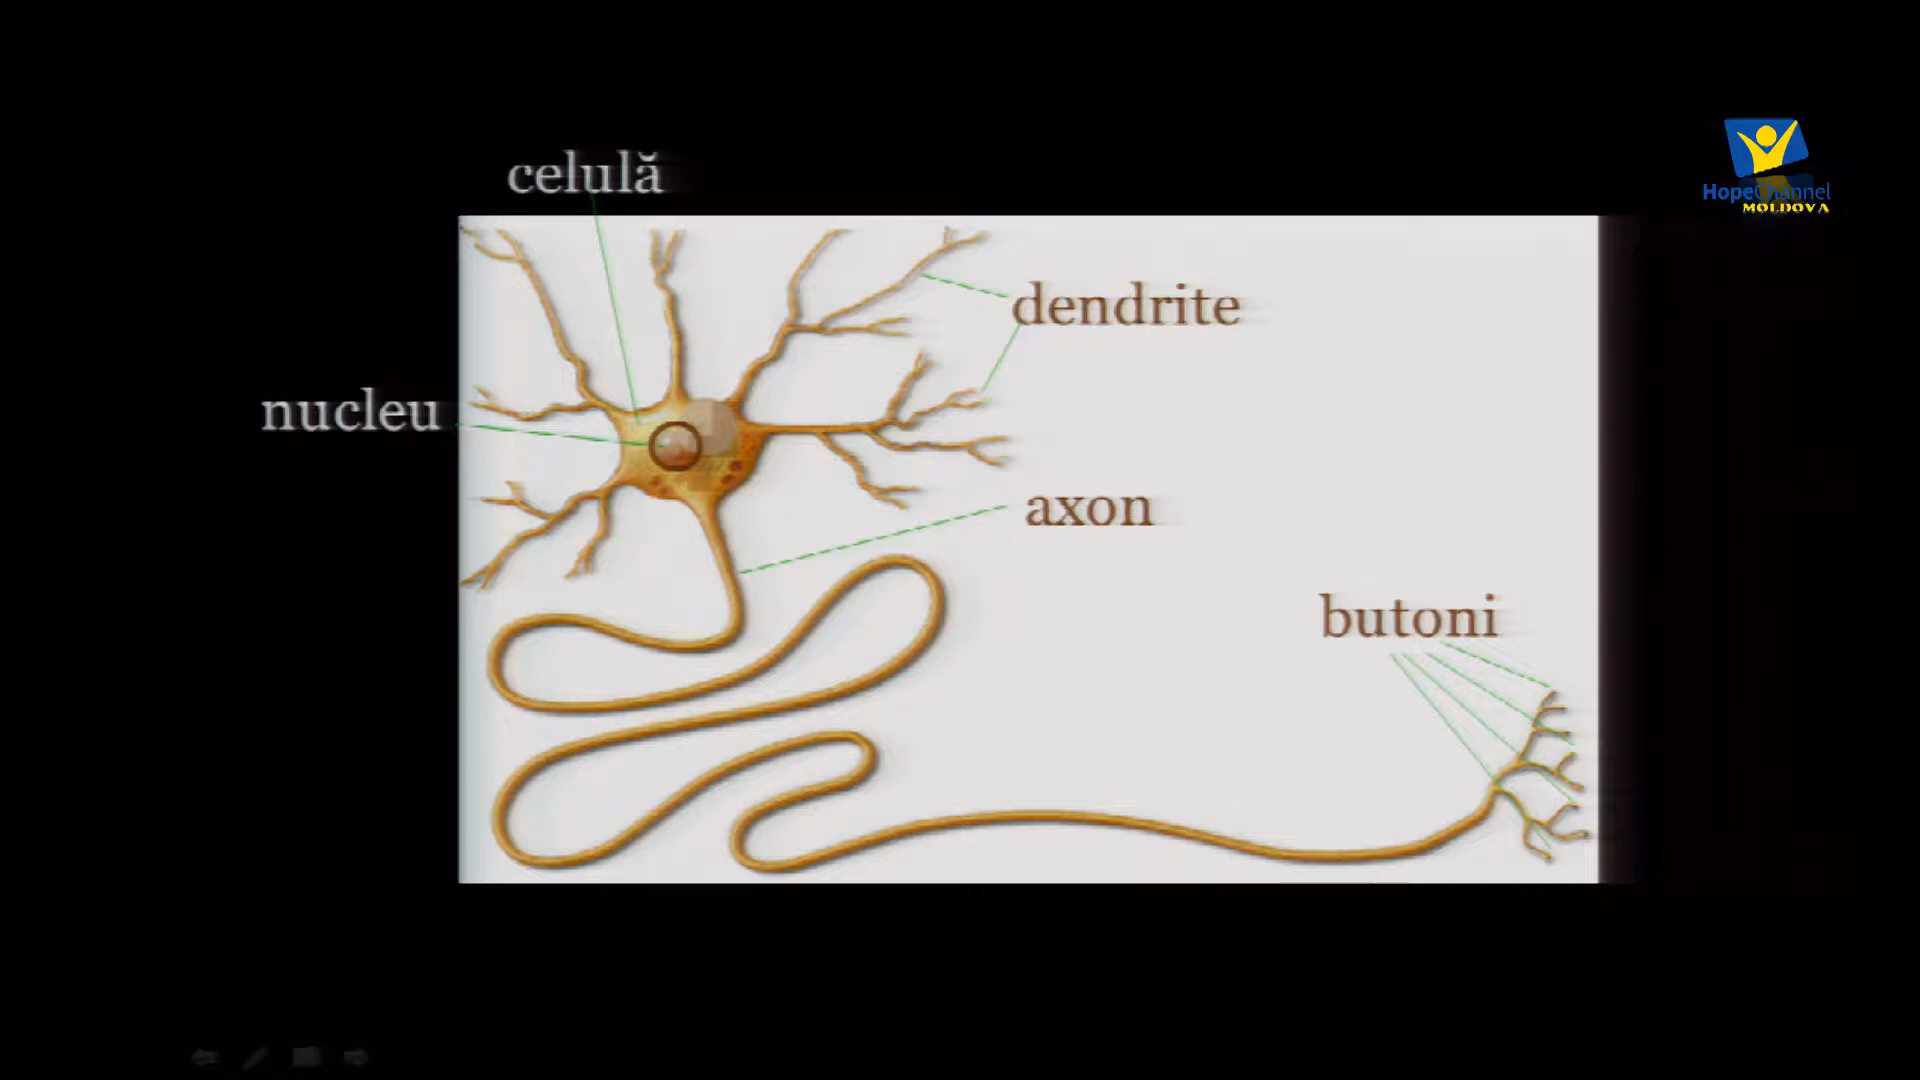 celulă
HopeChannel
MOLDOVA
dendrite
nucleu
axon
butoni